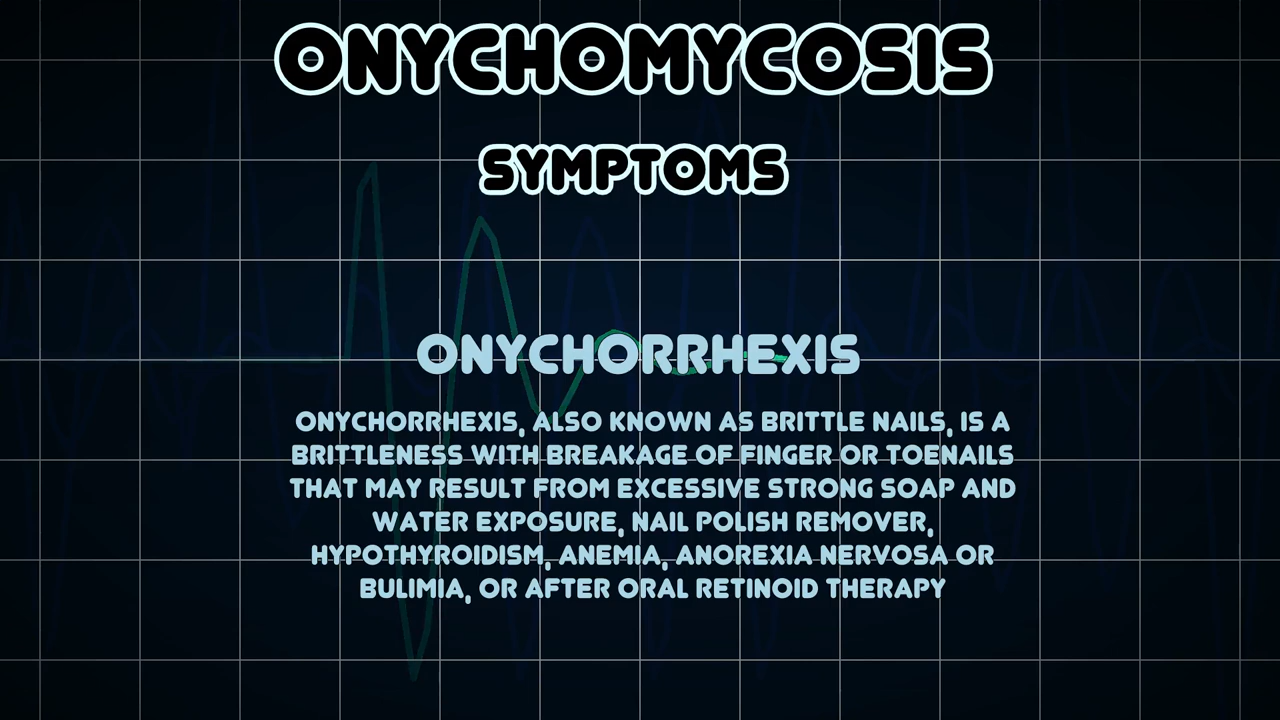 ONYCHOMYCOSIS
SYMPTOMS
ONYCHORRHEXIS
ONYCHORRHEXIS, ALSO KNOWN AS BRITTLE NAILS, IS A
BRITTLENESS WITH BREAKAGE OF FINGER OR TOENAILS
THAT MAY RESULT FROM EXCESSIVE STRONG SOAP AND
WATER EXPOSURE, NAIL POLISH REMOVER,
HYPOTHYROIDISM, ANEMIA, ANOREXIA NERVOSA OR
BULIMIA, OR AFTER ORAL RETINOID THERAPY